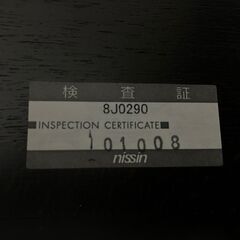 検査証
8J0290
INSPECTION CERTIFICATE
101008
nissin